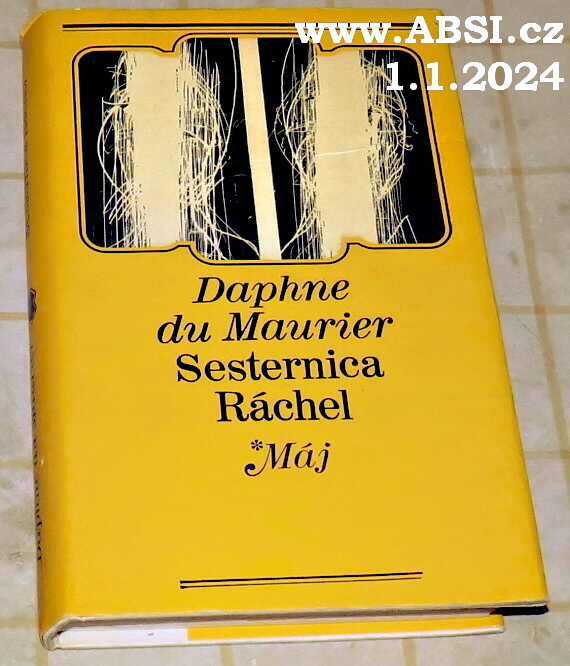 www.ABSI.cz
1.1.2024
Daphne
du Maurier
Sesternica
Ráchel
*Máj